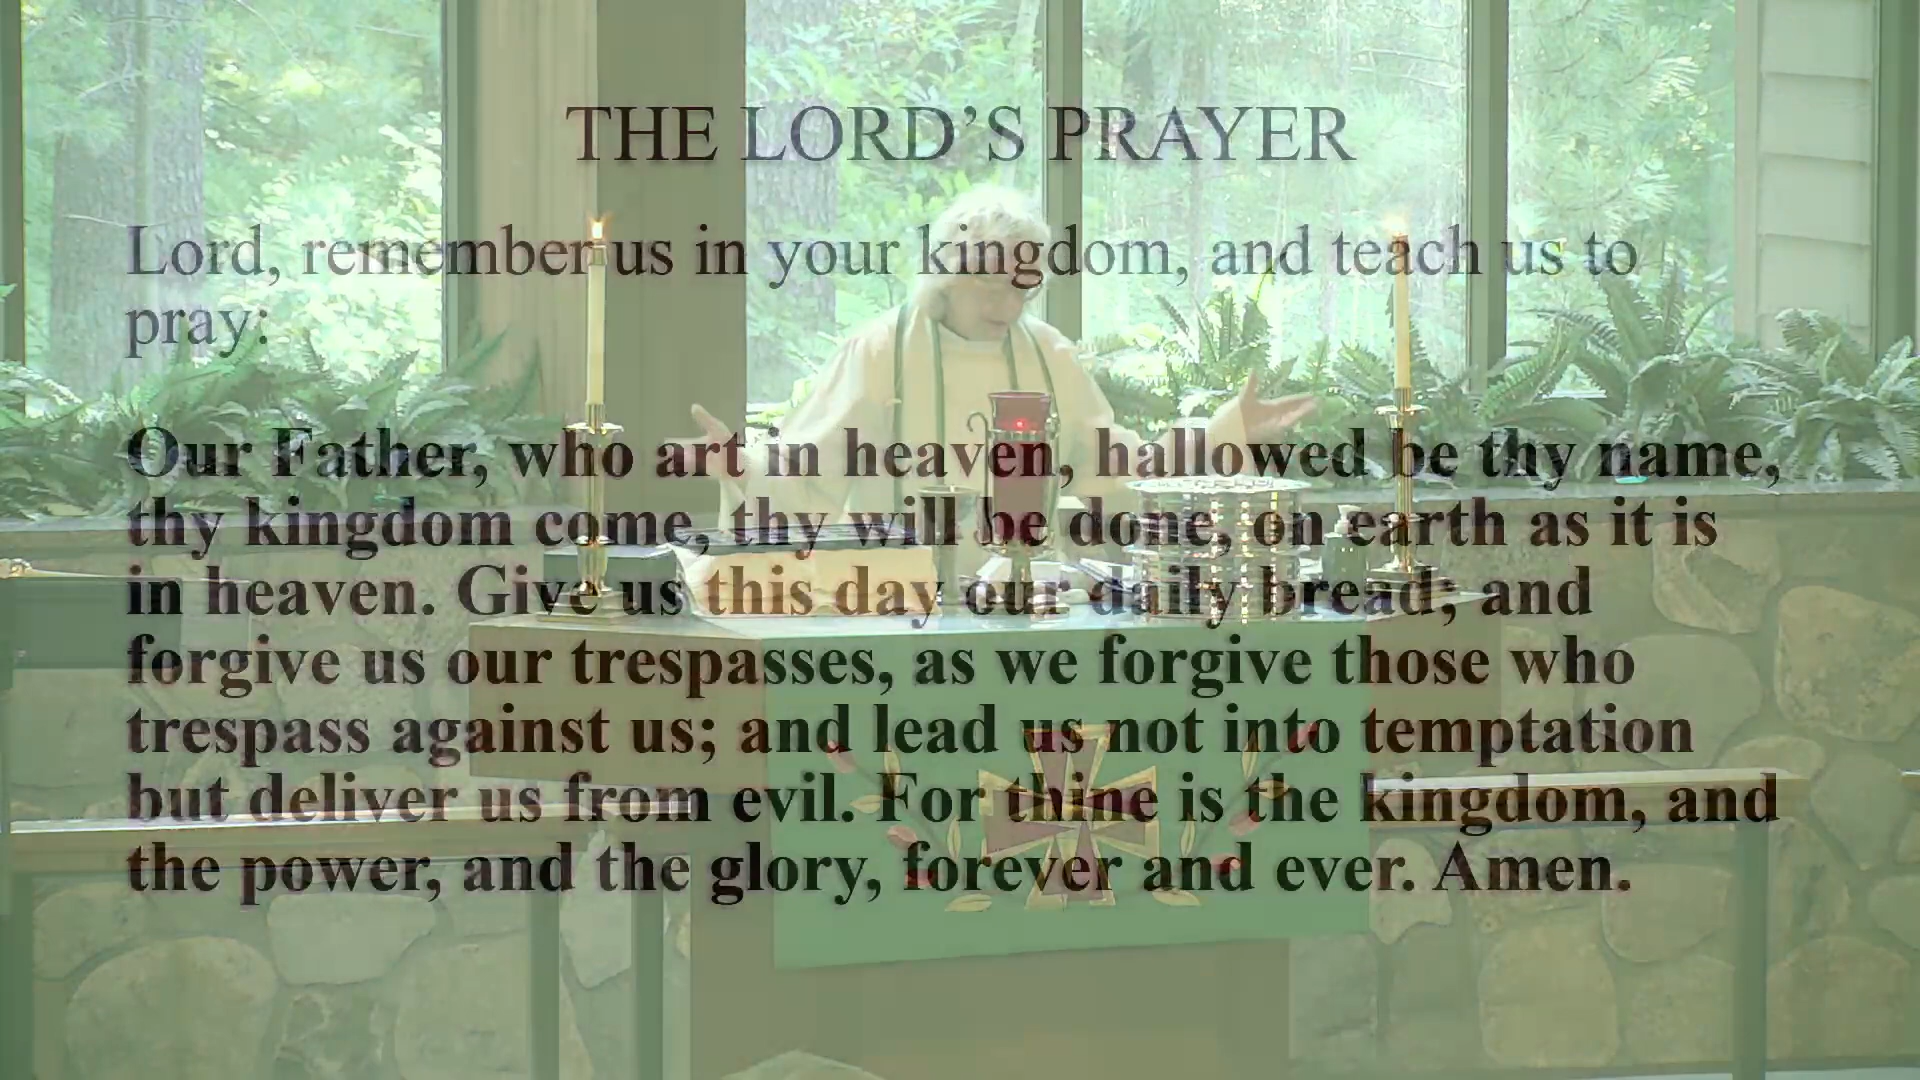 THE LORD’S PRAYER
Lord, remember us in your kingdom, and teach us to
pray:
Our Father, who art in heaven, hallowed be thy name,
thy kingdom come, thy will be done, on earth as it is
in heaven. Give us this day our daily bread; and
forgive us our trespasses, as we forgive those who
trespass against us; and lead us not into temptation
but deliver us from evil. For thine is the kingdom, and
the power, and the glory, forever and ever. Amen.